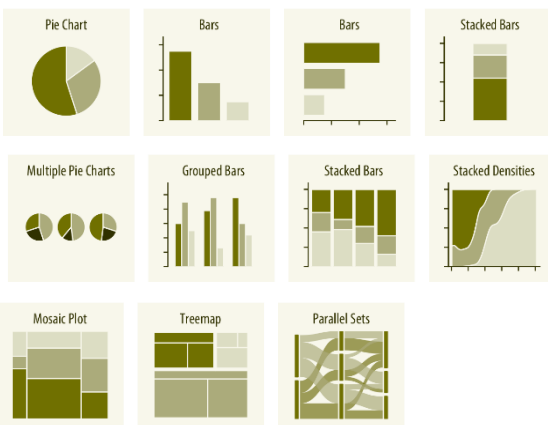 Pie Chart
Bars
Bars
Stacked Bars
Multiple Pie Charts
Grouped Bars
Stacked Bars
Stacked Densities
Mosaic Plot
Treemap
Parallel Sets